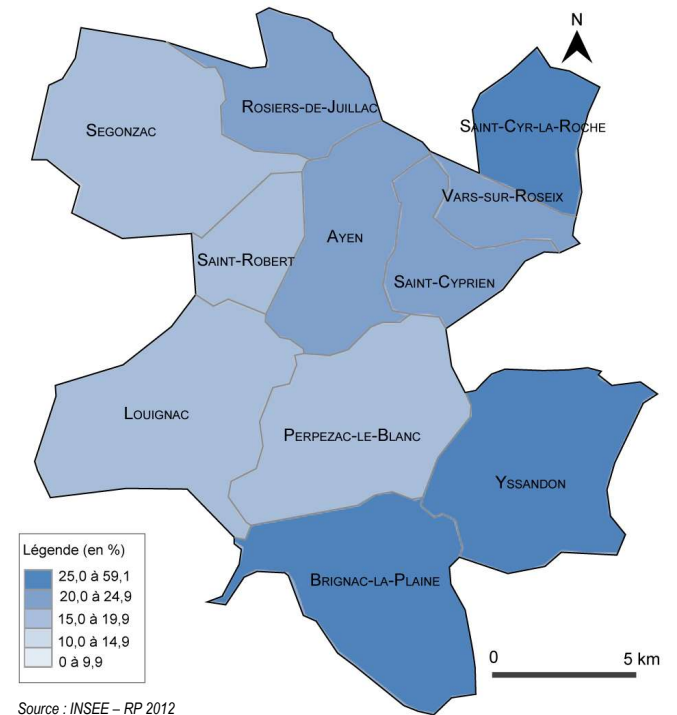 N
ROSIERS-DE-JUILLAC
SEGONZAC
SAINT-CYR-LA-ROCHE
VARS-SUR-ROSEIX
AYEN
SAINT-ROBERT
SAINT-CYPRIEN
LOUIGNAC
PERPEZAC-LE-BLANC
YSSANDON
BRIGNAC-LA-PLAINE
Légende (en %)
25,0 à 59,1
20,0 à 24,9
15,0 à 19,9
10,0 à 14,9
0 à 9,9
0 5 km
Source : INSEE – RP 2012